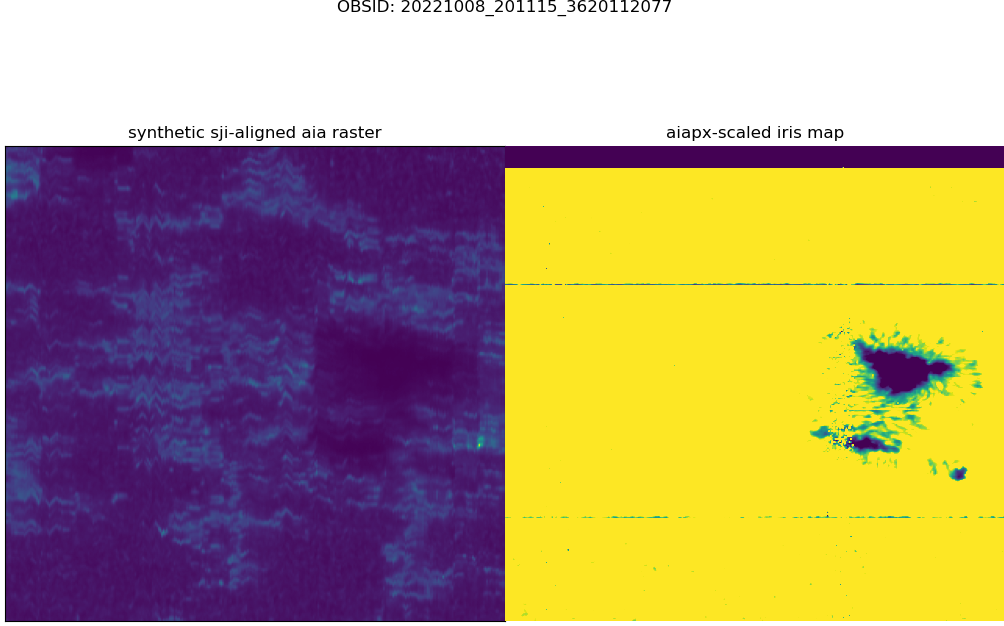 OBSID: 20221008_201115_3620112077
synthetic sji-aligned aia raster
aiapx-scaled iris map